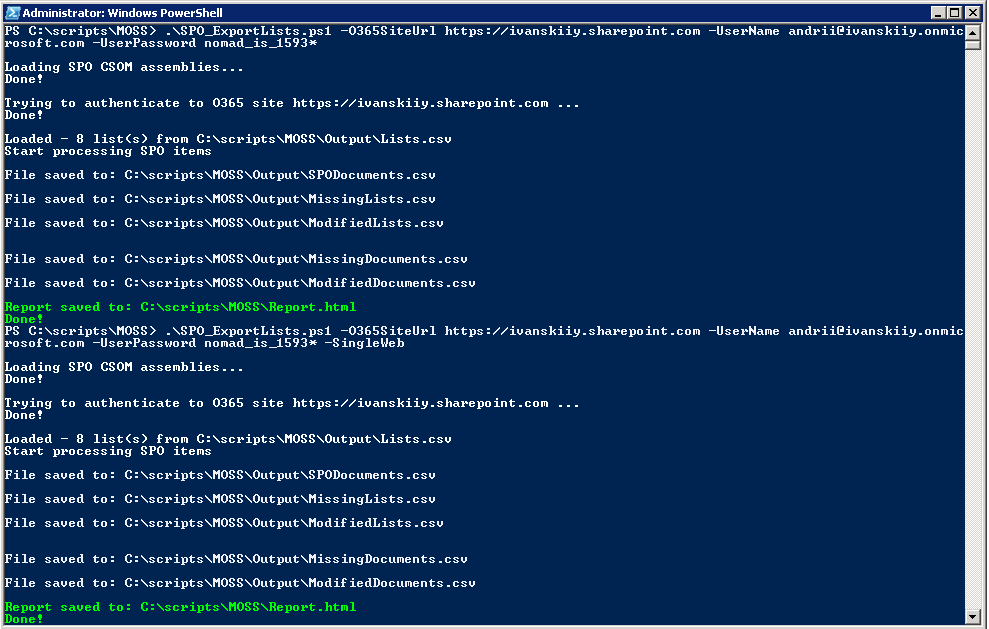 Administrator: Windows PowerShell
PS C:\scripts\MOSS> .\SPO_ExportLists.ps1 -O365SiteUrl https://ivanskiiy.sharepoint.com -UserName andrii@ivanskiiy.onmic
rosoft.com -UserPassword nomad_is_1593*
Loading SPO CSOM assemblies...
Done!
Trying to authenticate to O365 site https://ivanskiiy.sharepoint.com ...
Done!
Loaded - 8 list(s) from C:\scripts\MOSS\Output\Lists.csv
Start processing SPO items
File saved to: C:\scripts\MOSS\Output\SPODocuments.csv
File saved to: C:\scripts\MOSS\Output\MissingLists.csv
File saved to: C:\scripts\MOSS\Output\ModifiedLists.csv
File saved to: C:\scripts\MOSS\Output\MissingDocuments.csv
File saved to: C:\scripts\MOSS\Output\ModifiedDocuments.csv
Report saved to: C:\scripts\MOSS\Report.html
Done!
PS C:\scripts\MOSS> .\SPO_ExportLists.ps1 -O365SiteUrl https://ivanskiiy.sharepoint.com -UserName andrii@ivanskiiy.onmic
rosoft.com -UserPassword nomad_is_1593* -SingleWeb
Loading SPO CSOM assemblies...
Done!
Trying to authenticate to O365 site https://ivanskiiy.sharepoint.com ...
Done!
Loaded - 8 list(s) from C:\scripts\MOSS\Output\Lists.csv
Start processing SPO items
File saved to: C:\scripts\MOSS\Output\SPODocuments.csv
File saved to: C:\scripts\MOSS\Output\MissingLists.csv
File saved to: C:\scripts\MOSS\Output\ModifiedLists.csv
File saved to: C:\scripts\MOSS\Output\MissingDocuments.csv
File saved to: C:\scripts\MOSS\Output\ModifiedDocuments.csv
Report saved to: C:\scripts\MOSS\Report.html
Done!